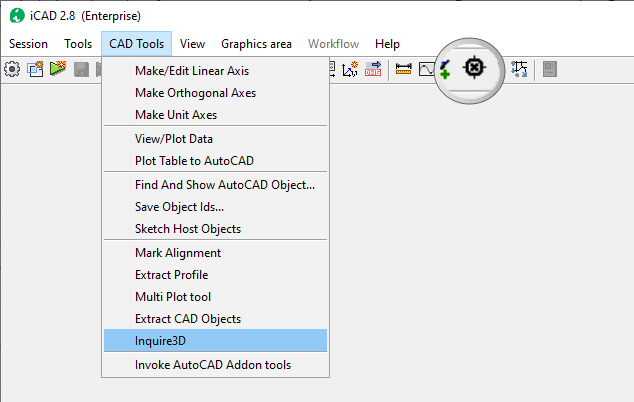 iCAD 2.8 (Enterprise)
Session Tools CAD Tools View Graphics area Workflow Help
Make/Edit Linear Axis
Make Orthogonal Axes
Make Unit Axes
View/Plot Data
Plot Table to AutoCAD
Find And Show AutoCAD Object...
Save Object Ids...
Sketch Host Objects
Mark Alignment
Extract Profile
Multi Plot tool
Extract CAD Objects
Inquire3D
Invoke AutoCAD Addon tools